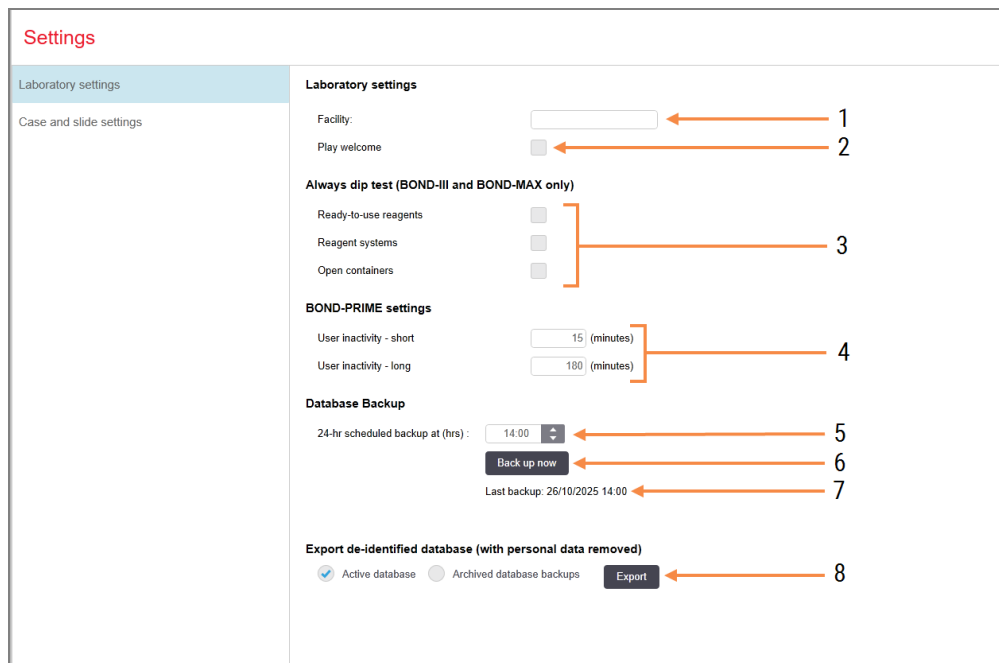 Settings
Laboratory settings
Case and slide settings
Laboratory settings
Facility: 1
Play welcome 2
Always dip test (BOND-III and BOND-MAX only)
Ready-to-use reagents
Reagent systems 3
Open containers
BOND-PRIME settings
User inactivity - short 15 (minutes)
4
User inactivity - long 180 (minutes)
Database Backup
24-hr scheduled backup at (hrs) : 14:00 5
Back up now 6
Last backup: 26/10/2025 14:00 7
Export de-identified database (with personal data removed)
Active database Archived database backups Export 8